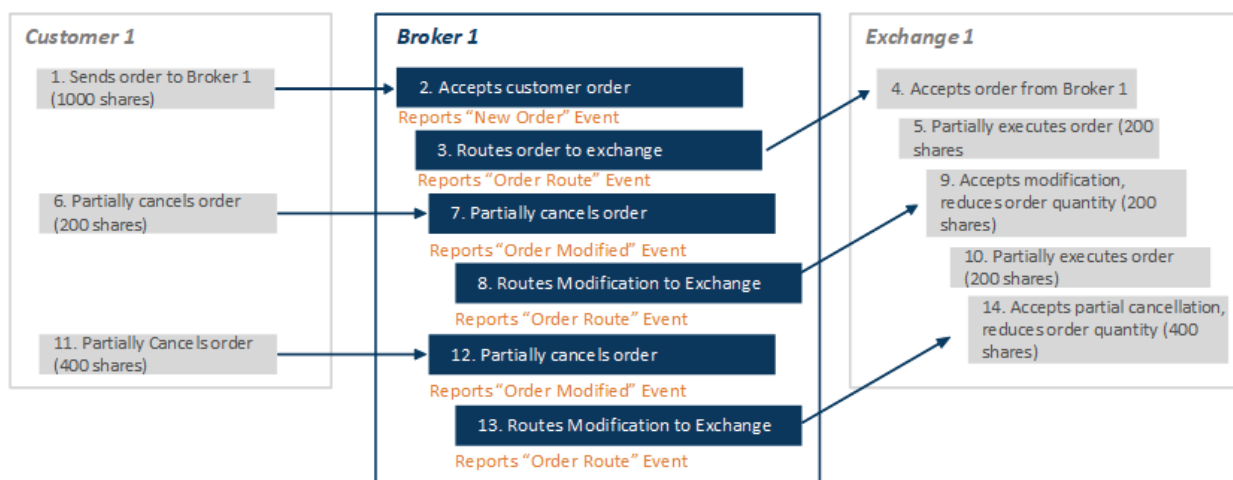 Customer 1
1. Sends order to Broker 1
(1000 shares)
6. Partially cancels order
(200 shares)
11. Partially Cancels order
(400 shares)
Broker 1
2. Accepts customer order
Reports “New Order” Event
3. Routes order to exchange
Reports “Order Route” Event
7. Partially cancels order
Reports “Order Modified” Event
8. Routes Modification to Exchange
Reports “Order Route” Event
12. Partially cancels order
Reports “Order Modified” Event
13. Routes Modification to Exchange
Reports “Order Route” Event
Exchange 1
4. Accepts order from Broker 1
5. Partially executes order (200
shares
9. Accepts modification,
reduces order quantity (200
shares)
10. Partially executes order
(200 shares)
14. Accepts partial cancellation,
reduces order quantity (400
shares)